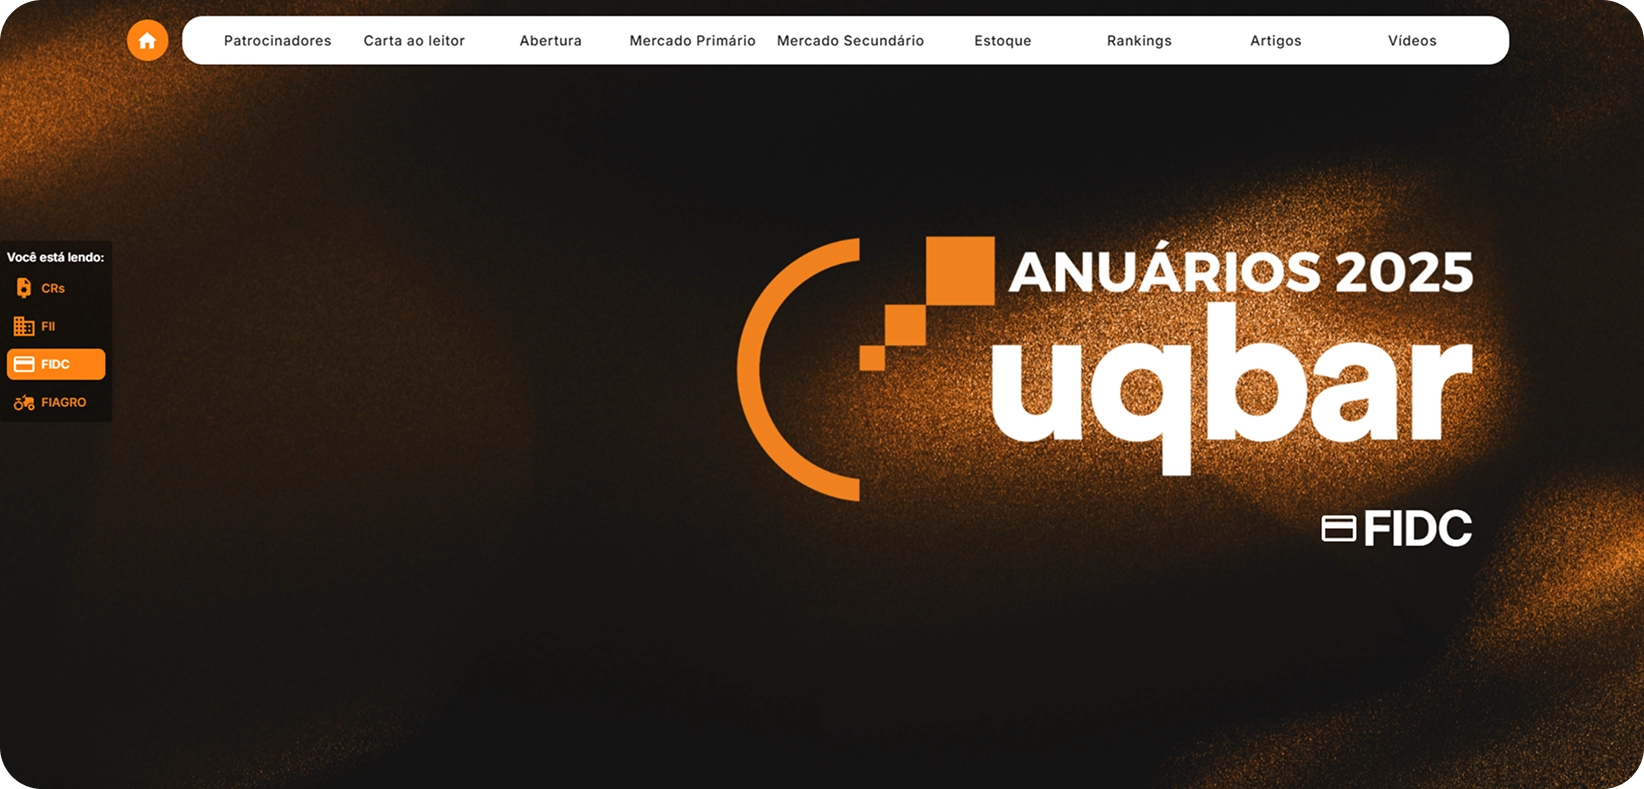 Patrocinadores
Carta ao leitor
Abertura
Mercado Primário
Mercado Secundário
Estoque
Rankings
Artigos
Vídeos
Você está lendo:
CRs
FII
FIDC
FIAGRO
ANUÁRIOS 2025
uqbar
FIDC